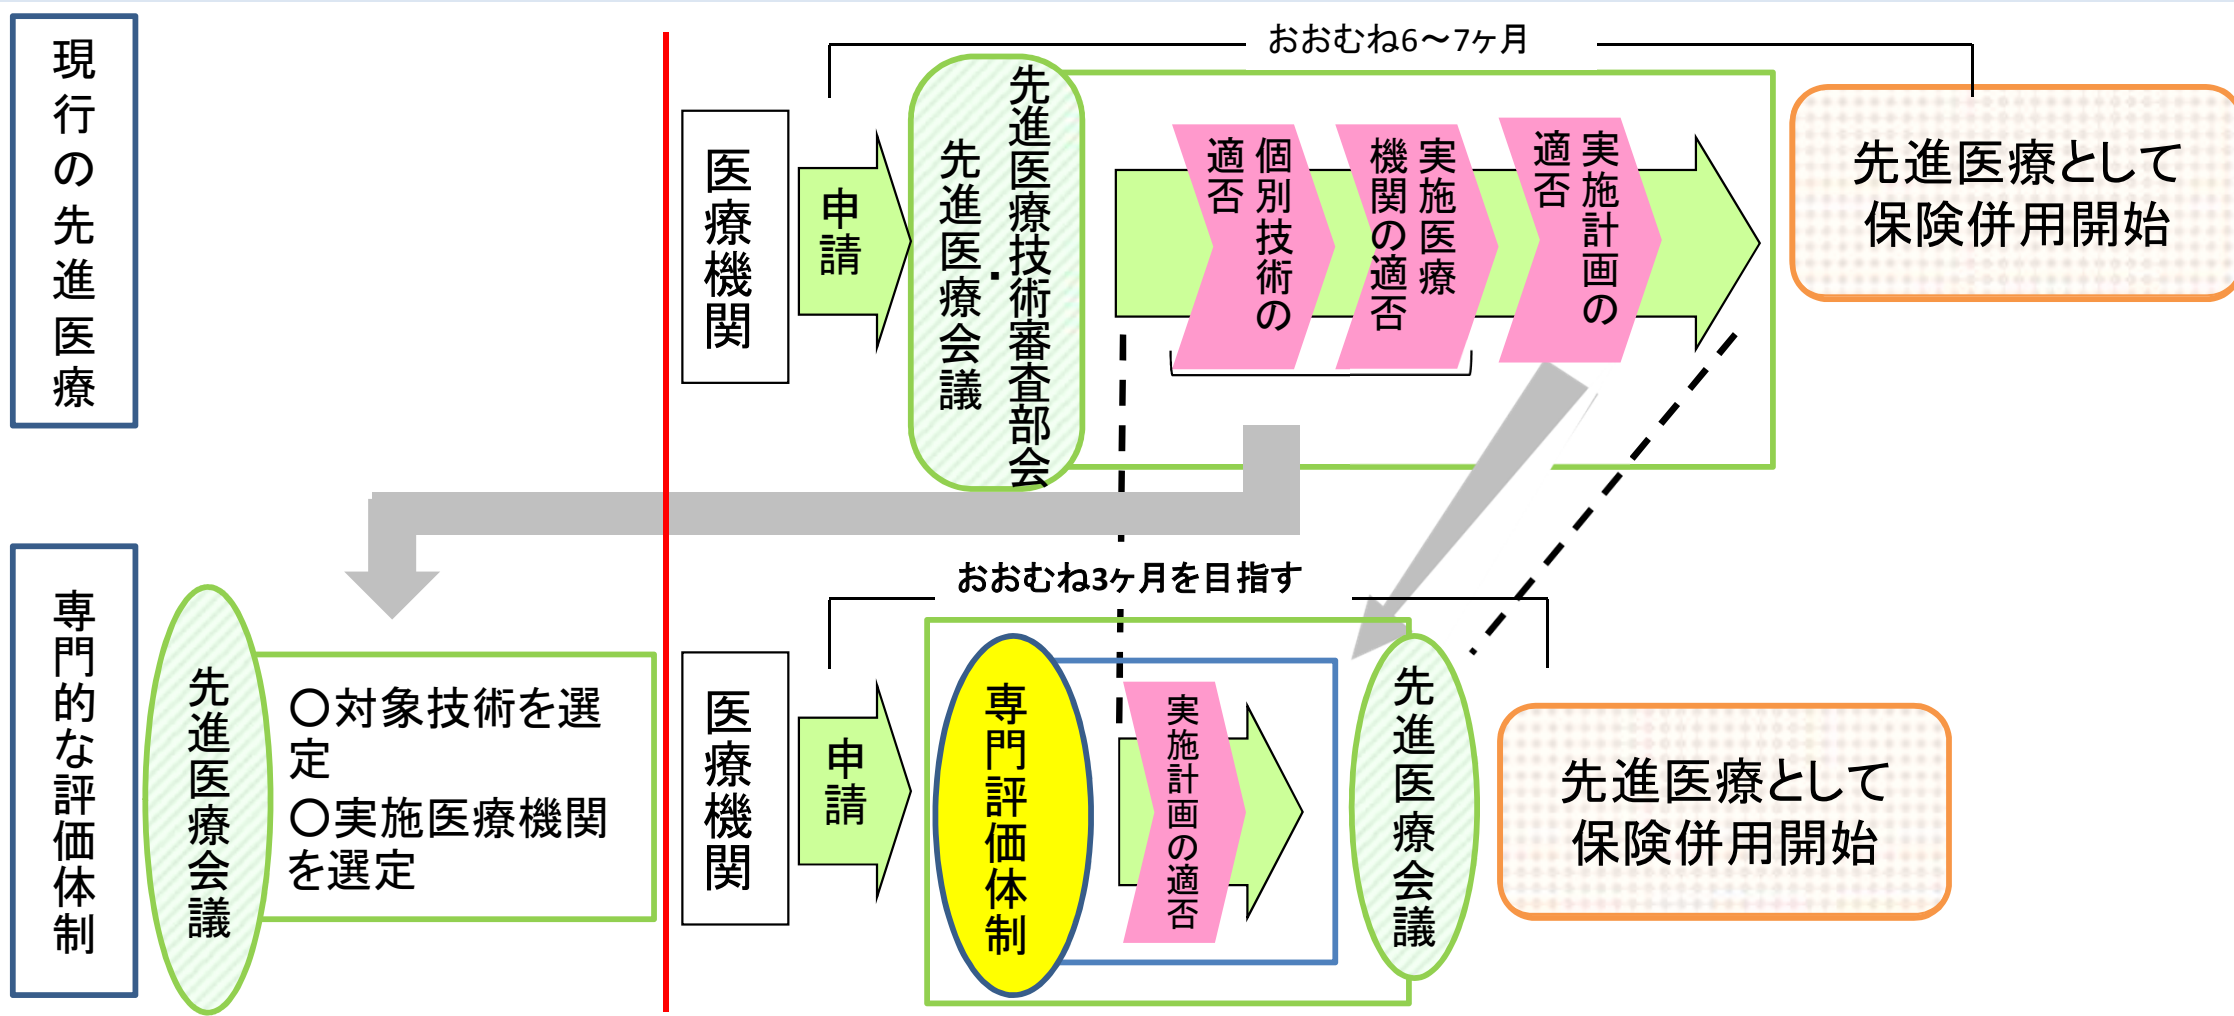 現行の先進医療
おおむね6～7ヶ月
医療機関
申請
先進医療技術審査部会
・
先進医療会議
個別技術の
適否
実施医療
機関の適否
実施計画の
適否
先進医療として
保険併用開始
専門的な評価体制
先進医療会議
〇対象技術を選
定
〇実施医療機関
を選定
おおむね3ヶ月を目指す
医療機関
申請
専門評価体制
実施計画の適否
先進医療会議
先進医療として
保険併用開始